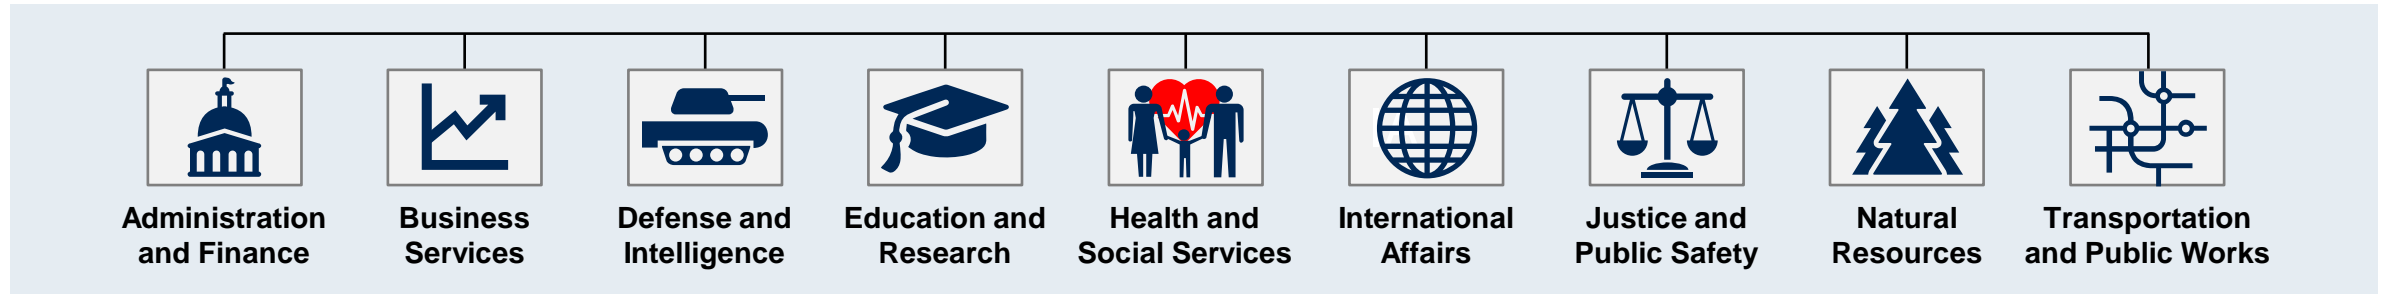 Administration
and Finance
Business
Services
Defense and
Intelligence
Education and
Research
Health and
Social Services
International
Affairs
Justice and
Public Safety
Natural
Resources
Transportation
and Public Works